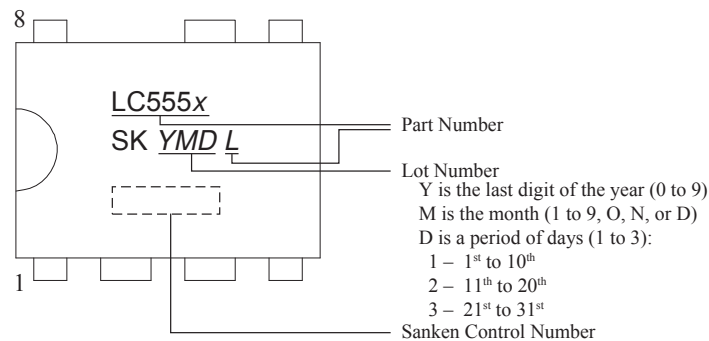 8
LC555x
SK YMD L
Part Number
Lot Number
Y is the last digit of the year (0 to 9)
M is the month (1 to 9, O, N, or D)
D is a period of days (1 to 3):
1 – 1st to 10th
2 – 11th to 20th
3 – 21st to 31st
1
Sanken Control Number